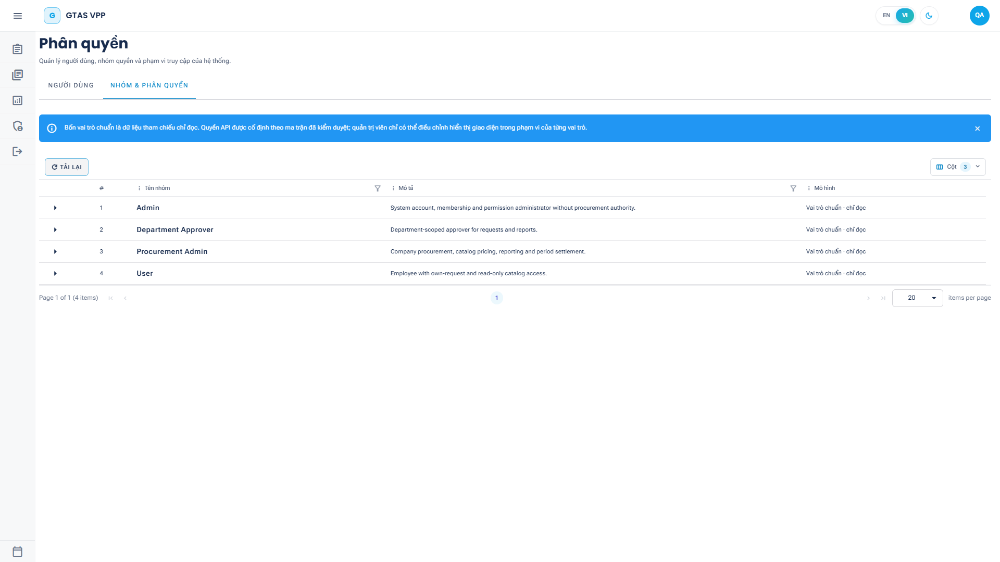 G GTAS VPP
EN VI
QA
Phân quyền
Quản lý người dùng, nhóm quyền và phạm vi truy cập của hệ thống.
NGƯỜI DÙNG NHÓM & PHÂN QUYỀN
Bốn vai trò chuẩn là dữ liệu tham chiếu chỉ đọc. Quyền API được cố định theo ma trận đã kiểm duyệt; quản trị viên chỉ có thể điều chỉnh hiển thị giao diện trong phạm vi của từng vai trò.
TẢI LẠI
Cột 3
# Tên nhóm Mô tả Mô hình
1 Admin System account, membership and permission administrator without procurement authority. Vai trò chuẩn · chỉ đọc
2 Department Approver Department-scoped approver for requests and reports. Vai trò chuẩn · chỉ đọc
3 Procurement Admin Company procurement, catalog pricing, reporting and period settlement. Vai trò chuẩn · chỉ đọc
4 User Employee with own-request and read-only catalog access. Vai trò chuẩn · chỉ đọc
Page 1 of 1 (4 items) 1 20 items per page